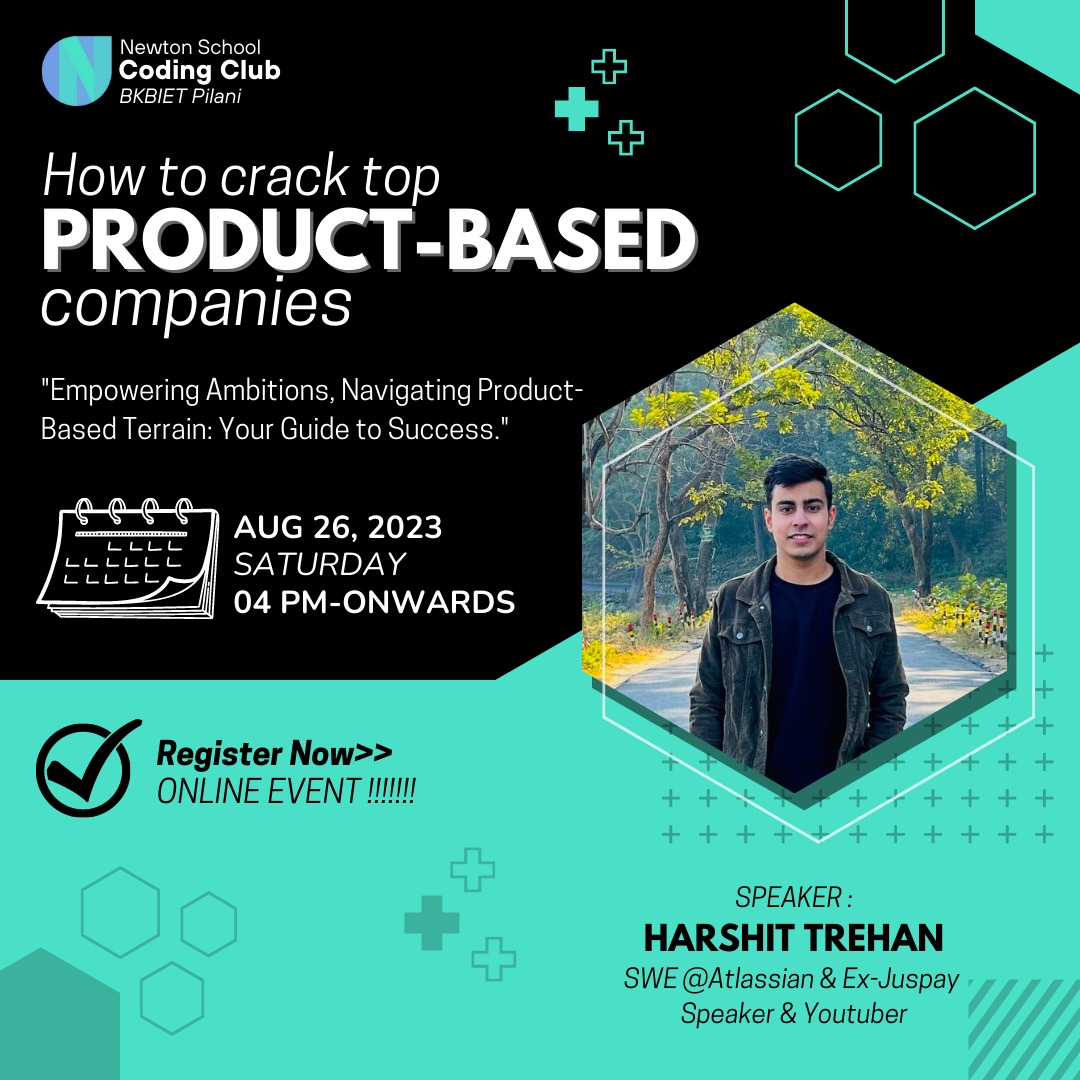 Newton School
Coding Club
BKBIET Pilani
How to crack top
PRODUCT-BASED
companies
"Empowering Ambitions, Navigating Product-
Based Terrain: Your Guide to Success."
AUG 26, 2023
SATURDAY
04 PM-ONWARDS
Register Now>>
ONLINE EVENT !!!!!!!
SPEAKER :
HARSHIT TREHAN
SWE @Atlassian & Ex-Juspay
Speaker & Youtuber